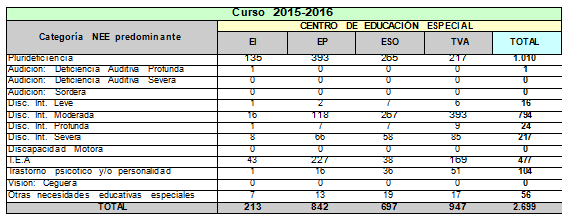 Curso 2015-2016
Categoría NEE predominante CENTRO DE EDUCACIÓN ESPECIAL
EI EP ESO TVA TOTAL
Plurideficiencia 135 393 265 217 1.010
Audición: Deficiencia Auditiva Profunda 1 0 0 0 1
Audición: Deficiencia Auditiva Severa 0 0 0 0 0
Audición: Sordera 0 0 0 0 0
Disc. Int. Leve 1 2 7 6 16
Disc. Int. Moderada 16 118 267 393 794
Disc. Int. Profunda 1 7 7 9 24
Disc. Int. Severa 8 66 58 85 217
Discapacidad Motora 0 0 0 0 0
T.E.A 43 227 38 169 477
Trastorno psicótico y/o personalidad 1 16 36 51 104
Visión: Ceguera 0 0 0 0 0
Otras necesidades educativas especiales 7 13 19 17 56
TOTAL 213 842 697 947 2.699